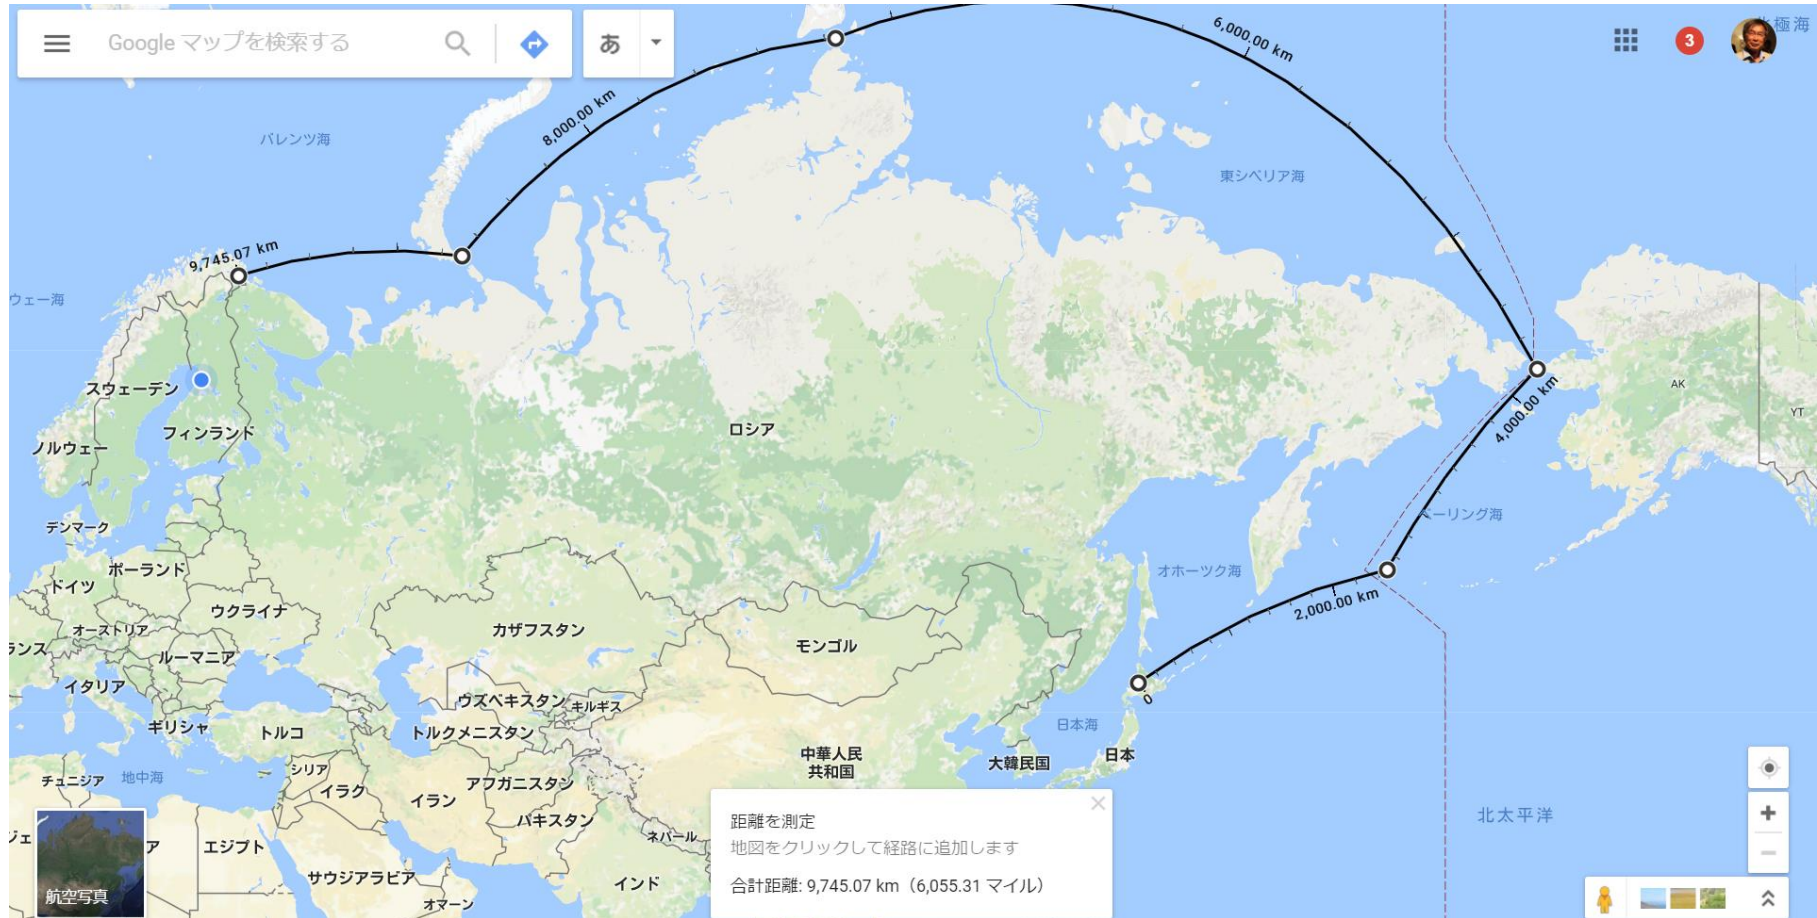 Google マップを検索する
あ
3
極海
6,000.00 km
8,000.00 km
バレンツ海
東シベリア海
9,745.07 km
ウェー海
スウェーデン
4,000.00 km
AK
YT
フィンランド
ロシア
ノルウェー
ベーリング海
デンマーク
ポーランド
オホーツク海
ドイツ
2,000.00 km
ウクライナ
オーストリア
カザフスタン
モンゴル
ランス
ルーマニア
イタリア
ウズベキスタン
キルギス
0
ギリシャ
トルコ
トルクメニスタン
日本海
中華人民
共和国
大韓民国
日本
チュニジア
地中海
シリア
イラク
イラン
アフガニスタン
パキスタン
ネパール
北太平洋
エジプト
サウジアラビア
オマーン
インド
航空写真
距離を測定
地図をクリックして経路に追加します
合計距離: 9,745.07 km（6,055.31 マイル）